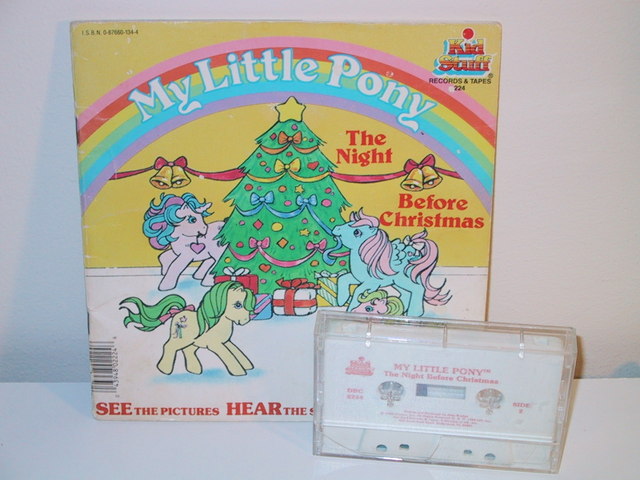 I.S.B.N. 0-87660-134-4
My Little Pony
Kid
Stuff
®
RECORDS & TAPES
224
The
Night
Before
Christmas
SEE THE PICTURES HEAR THE S
MY LITTLE PONY™
The Night Before Christmas
SIDE
2